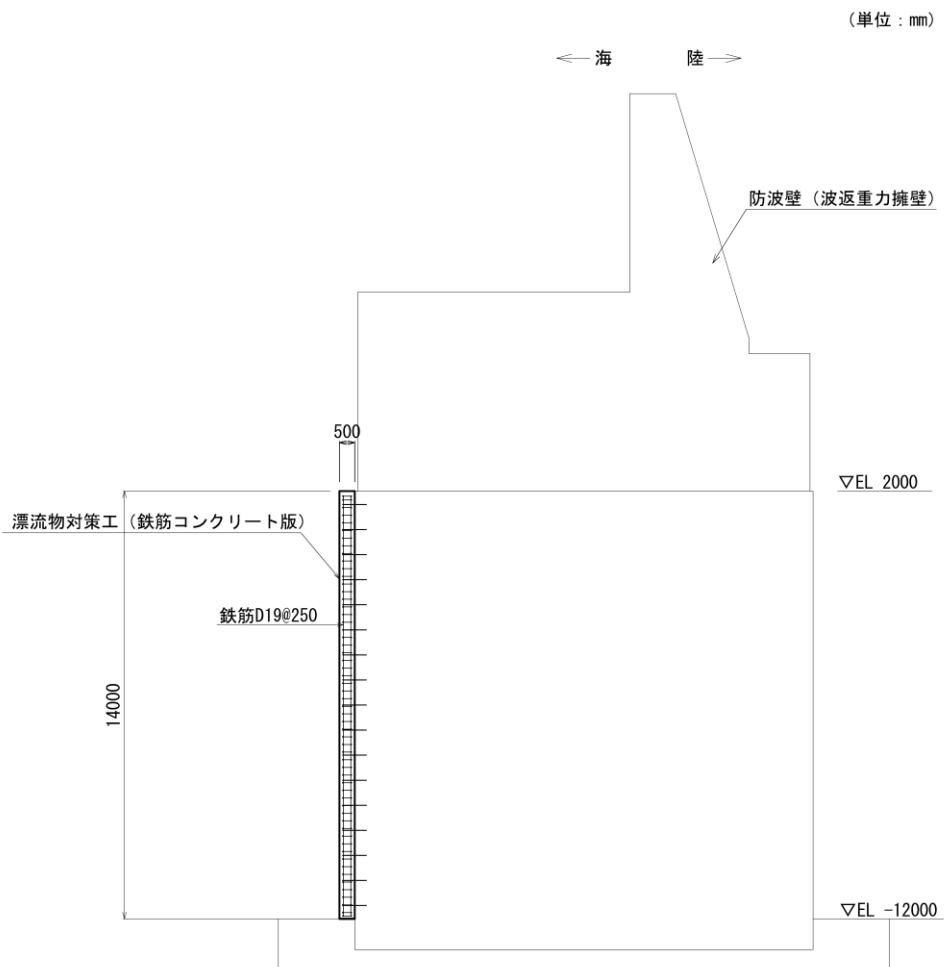 (単位：mm)
海 陸
防波壁（波返重力擁壁）
500
▽EL 2000
漂流物対策工（鉄筋コンクリート版）
鉄筋D19@250
14000
▽EL -12000